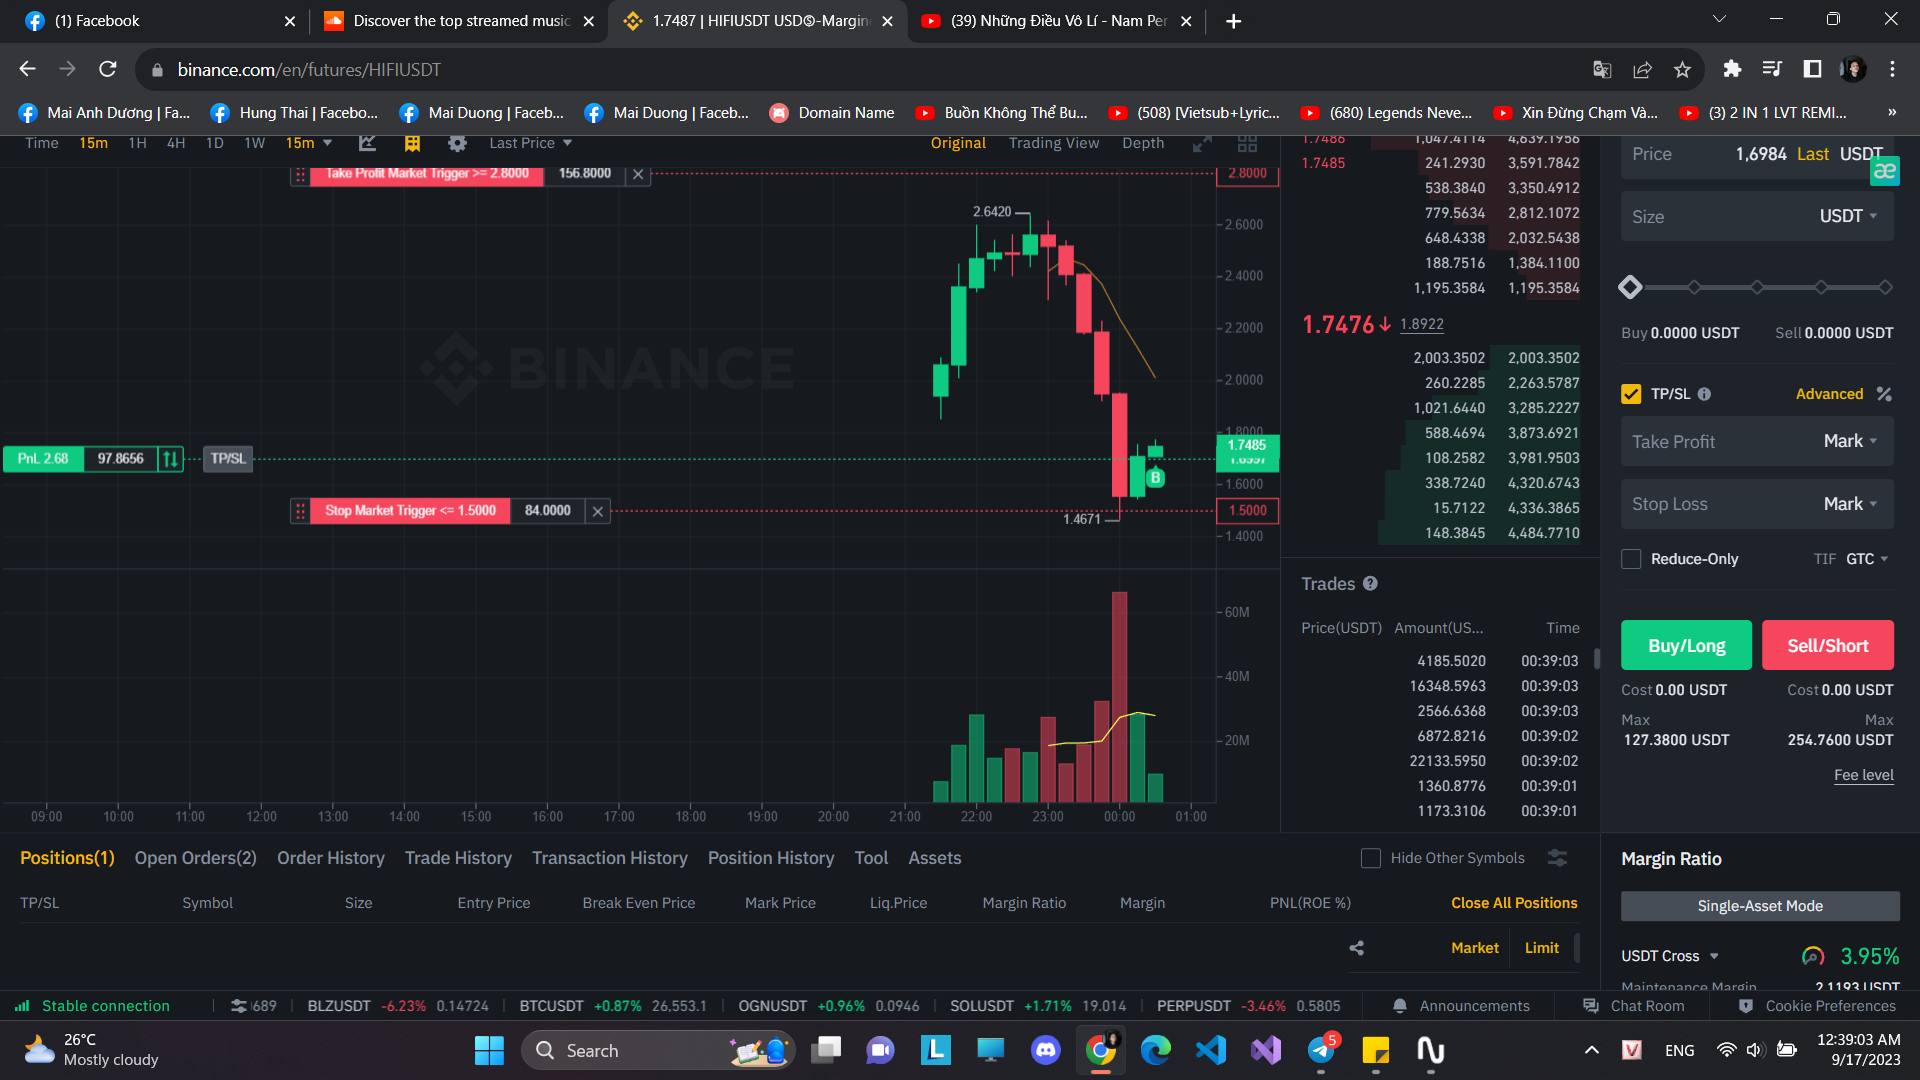 (1) Facebook
Discover the top streamed music
1.7487 | HIFIUSDT USDⓈ-Margin
(39) Những Điều Vô Lí - Nam Per
binance.com/en/futures/HIFIUSDT
Mai Anh Dương | Fa...
Hung Thai | Facebo...
Mai Duong | Faceb...
Mai Duong | Faceb...
Domain Name
Buồn Không Thể Bu...
(508) [Vietsub+Lyric...
(680) Legends Neve...
Xin Đừng Chạm Và...
(3) 2 IN 1 LVT REMI...
»
Time 15m 1H 4H 1D 1W 15m
Last Price
Original Trading View Depth
Take Profit Market Trigger >= 2.8000 156.8000
2.8000
2.6420
2.6000
2.4000
2.2000
2.0000
1.8000
1.7485
1.6000
1.5000
1.4000
BINANCE
PnL 2.68 97.8656
TP/SL
B
Stop Market Trigger <= 1.5000 84.0000
1.4671
60M
40M
20M
09:00 10:00 11:00 12:00 13:00 14:00 15:00 16:00 17:00 18:00 19:00 20:00 21:00 22:00 23:00 00:00 01:00
1.7486 1,047.4114 4,639.1956
1.7485 241.2930 3,591.7842
538.3840 3,350.4912
779.5634 2,812.1072
648.4338 2,032.5438
188.7516 1,384.1100
1,195.3584 1,195.3584
1.7476↓ 1.8922
2,003.3502 2,003.3502
260.2285 2,263.5787
1,021.6440 3,285.2227
588.4694 3,873.6921
108.2582 3,981.9503
338.7240 4,320.6743
15.7122 4,336.3865
148.3845 4,484.7710
Trades
Price(USDT) Amount(US... Time
4185.5020 00:39:03
16348.5963 00:39:03
2566.6368 00:39:03
6872.8216 00:39:02
22133.5950 00:39:02
1360.8776 00:39:01
1173.3106 00:39:01
Price 1,6984 Last USDT
æ
Size USDT
Buy 0.0000 USDT Sell 0.0000 USDT
TP/SL Advanced
Take Profit Mark
Stop Loss Mark
Reduce-Only TIF GTC
Buy/Long Sell/Short
Cost 0.00 USDT Cost 0.00 USDT
Max Max
127.3800 USDT 254.7600 USDT
Fee level
Positions(1) Open Orders(2) Order History Trade History Transaction History Position History Tool Assets
Hide Other Symbols
TP/SL Symbol Size Entry Price Break Even Price Mark Price Liq.Price Margin Ratio Margin PNL(ROE %) Close All Positions
Market Limit
Margin Ratio
Single-Asset Mode
USDT Cross 3.95%
Maintenance Margin 2.1193 USDT
Stable connection
689 BLZUSDT -6.23% 0.14724 BTCUSDT +0.87% 26,553.1 OGNUSDT +0.96% 0.0946 SOLUSDT +1.71% 19.014 PERPUSDT -3.46% 0.5805
Announcements Chat Room Cookie Preferences
26°C
Mostly cloudy
Search
L
5
V
ENG
12:39:03 AM
9/17/2023